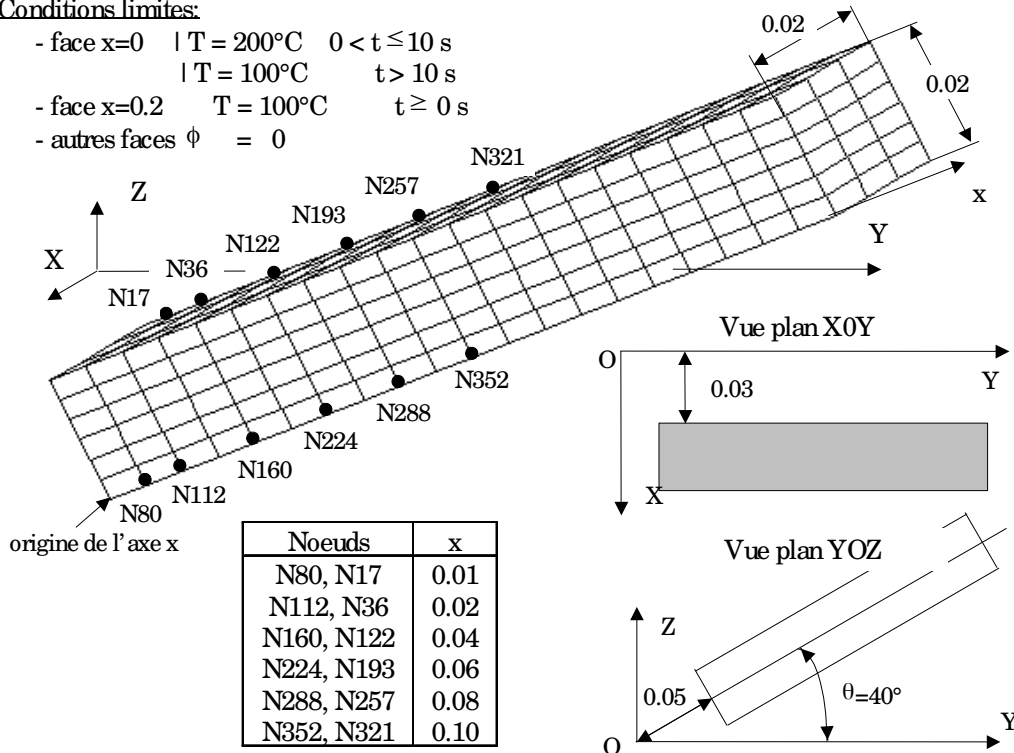 Conditions limites:
- face x=0 | T = 200°C 0 < t ≤ 10 s
| T = 100°C t > 10 s
- face x=0.2 T = 100°C t ≥ 0 s
- autres faces ϕ = 0
0.02
0.02
N321
N257
N193
N122
N36
N17
Z
X
Y
x
N352
N288
N224
N160
N112
N80
origine de l'axe x
Vue plan X0Y
O
Y
0.03
X
Noeuds x
N80, N17 0.01
N112, N36 0.02
N160, N122 0.04
N224, N193 0.06
N288, N257 0.08
N352, N321 0.10
Vue plan YOZ
Z
0.05
θ=40°
Y
O